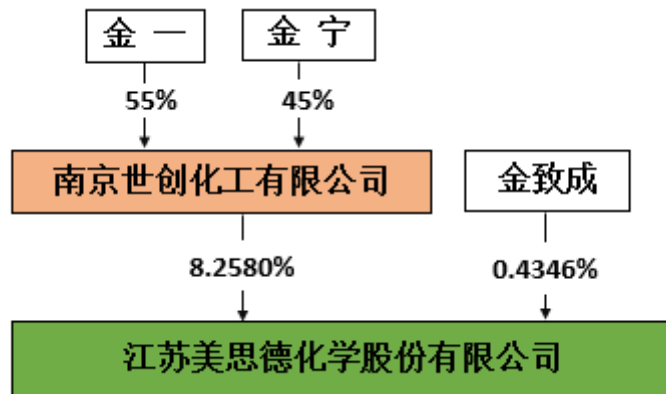 金 一
金 宁
55%
45%
南京世创化工有限公司
金致成
8.2580%
0.4346%
江苏美思德化学股份有限公司